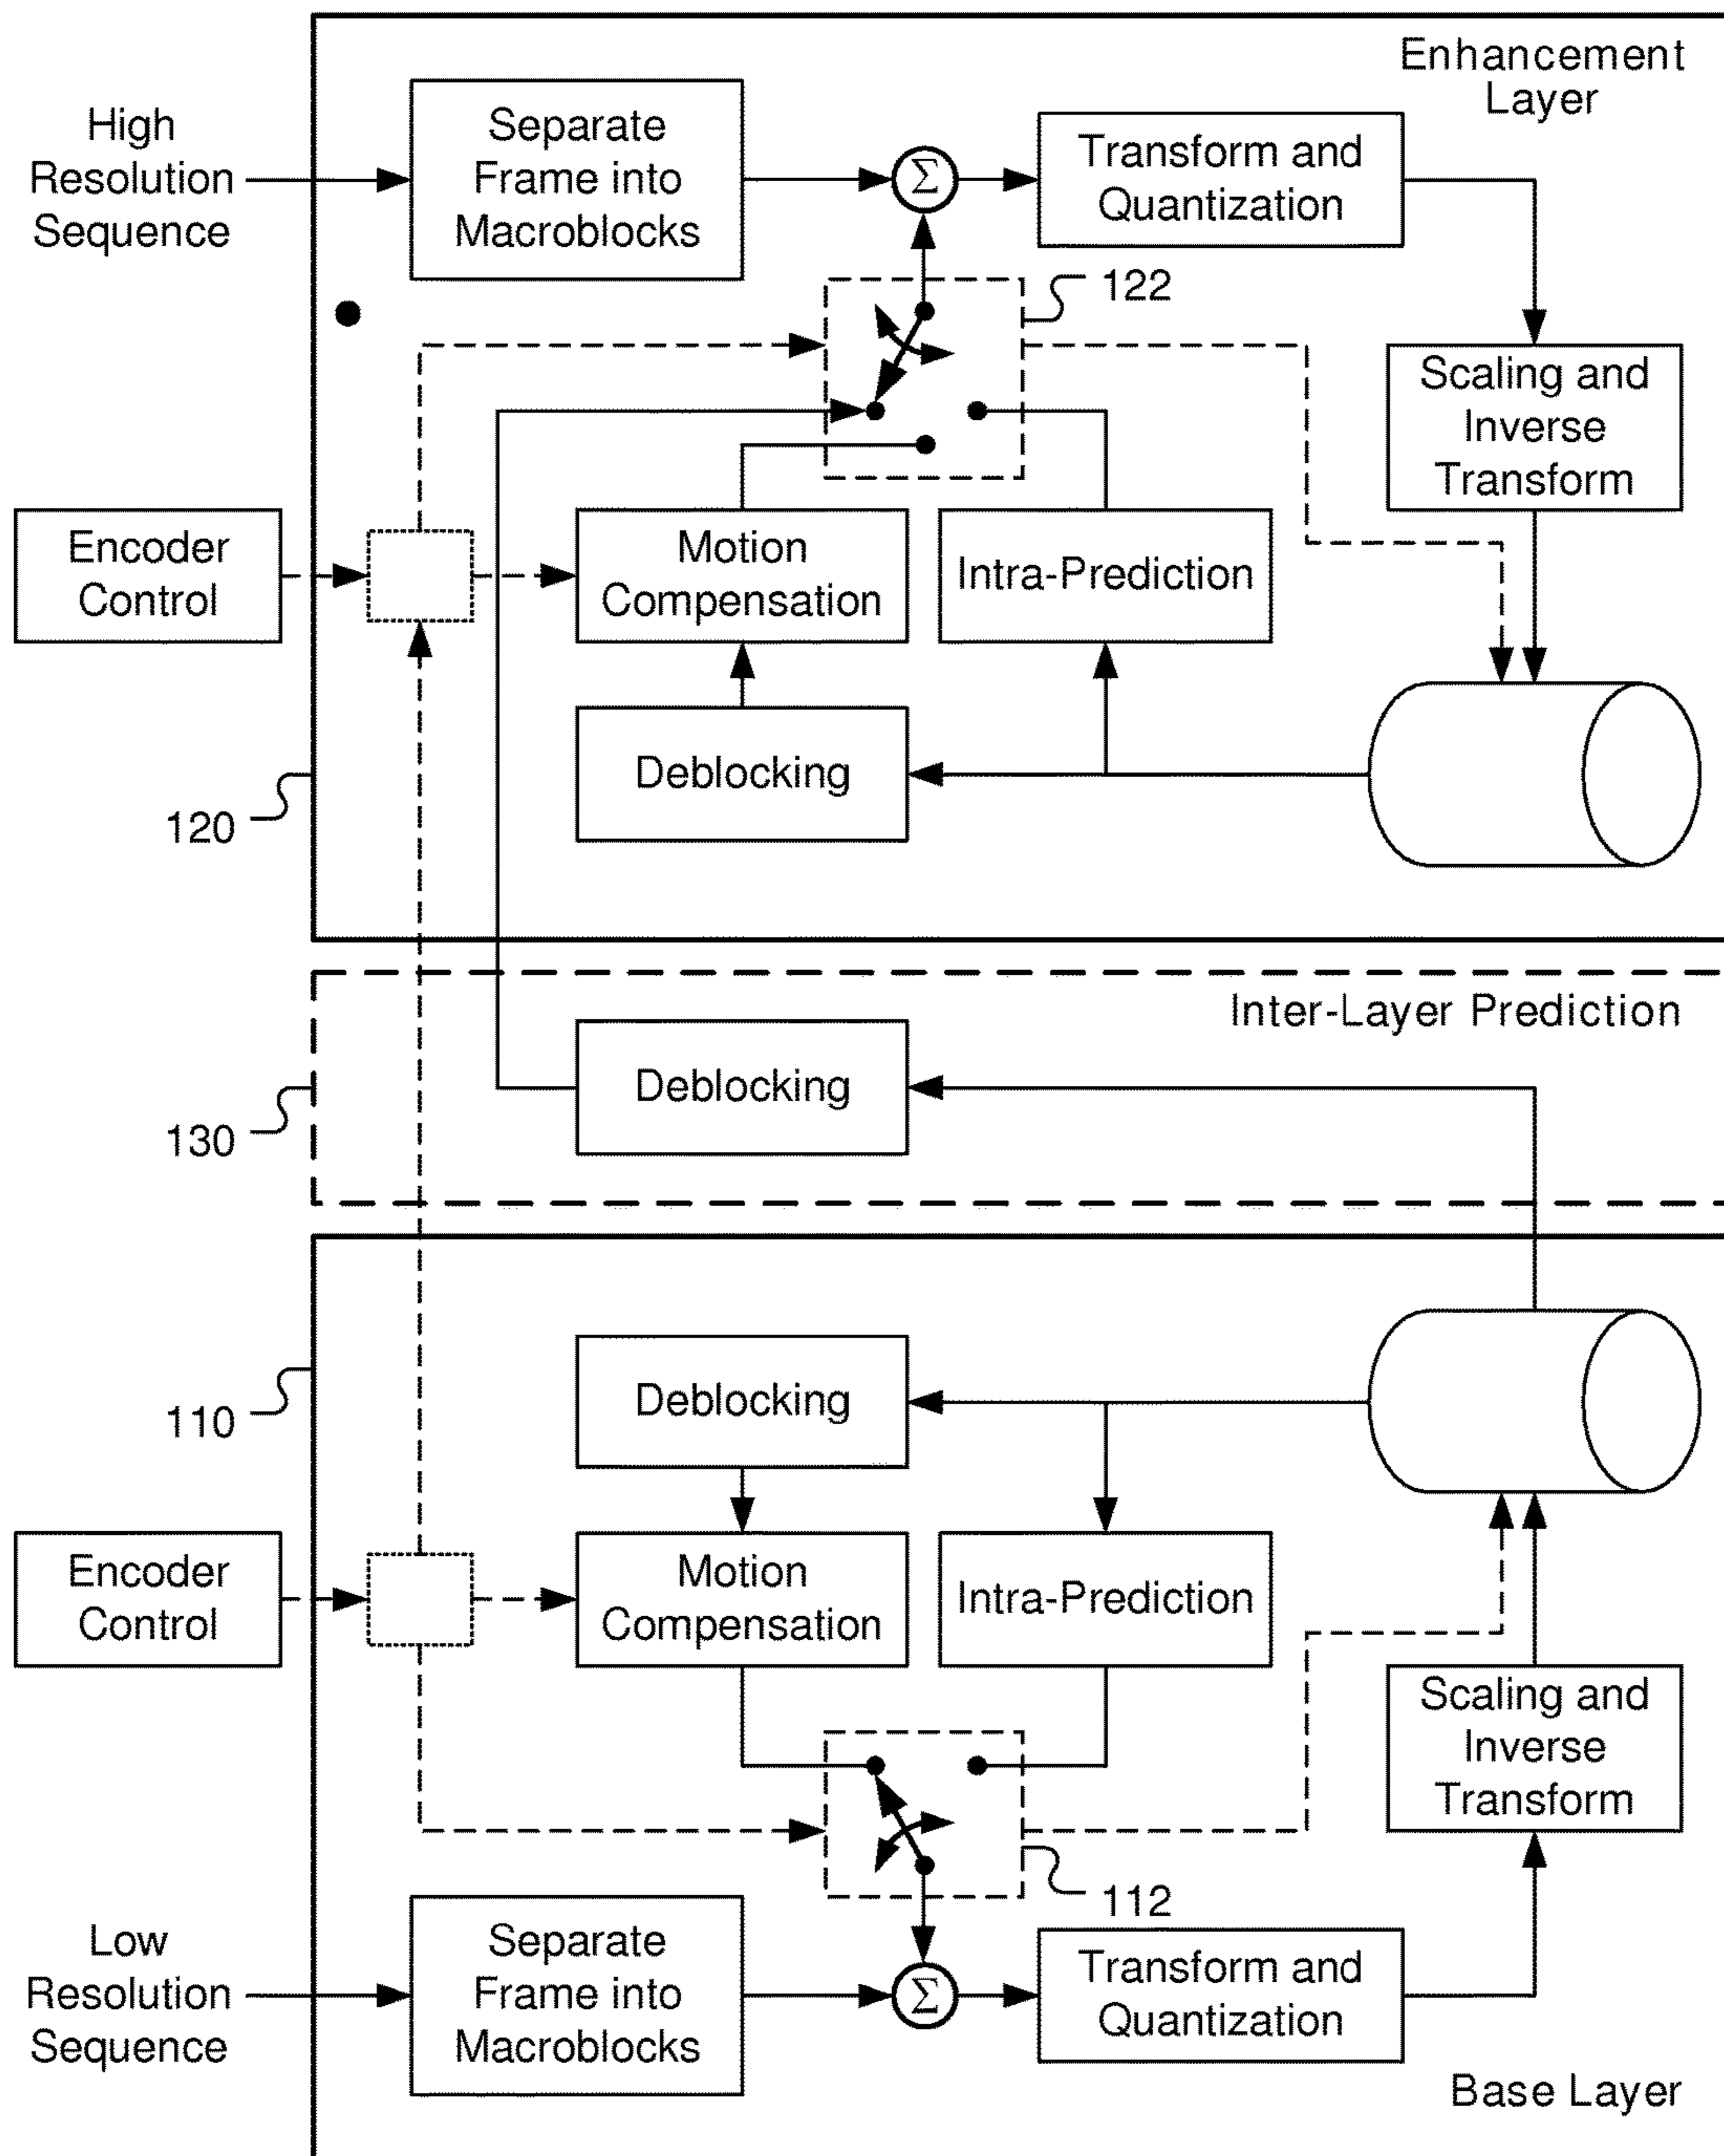 Enhancement
Layer
High
Resolution
Sequence
Separate
Frame into
Macroblocks
Σ
Transform and
Quantization
122
Scaling and
Inverse
Transform
Encoder
Control
Motion
Compensation
Intra-Prediction
Deblocking
120
Inter-Layer Prediction
Deblocking
130
Deblocking
110
Encoder
Control
Motion
Compensation
Intra-Prediction
Scaling and
Inverse
Transform
112
Low
Resolution
Sequence
Separate
Frame into
Macroblocks
Σ
Transform and
Quantization
Base Layer